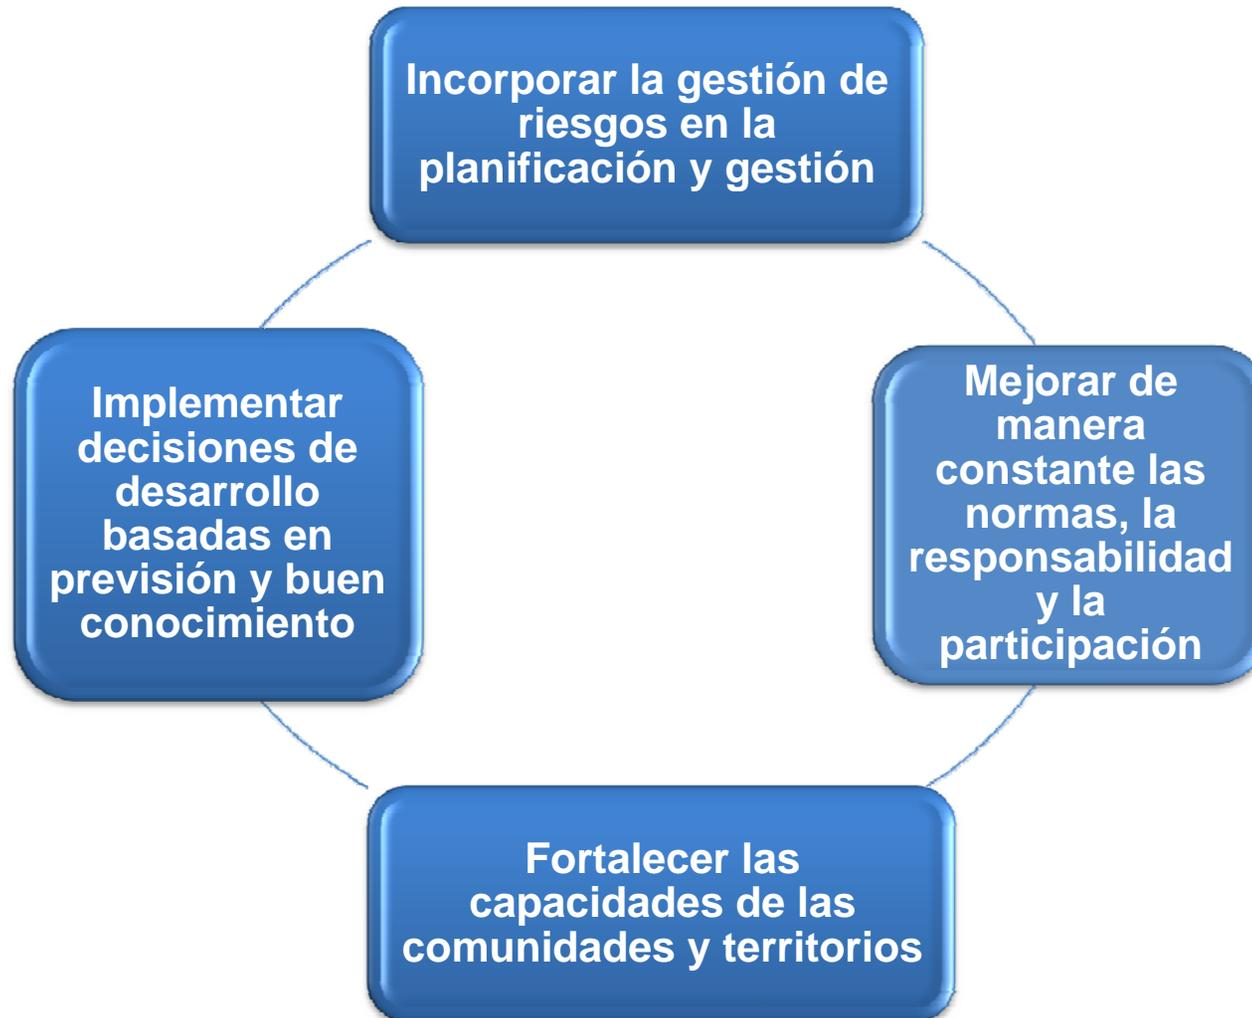 Incorporar la gestión de
riesgos en la
planificación y gestión
Implementar
decisiones de
desarrollo
basadas en
previsión y buen
conocimiento
Mejorar de
manera
constante las
normas, la
responsabilidad
y la
participación
Fortalecer las
capacidades de las
comunidades y territorios